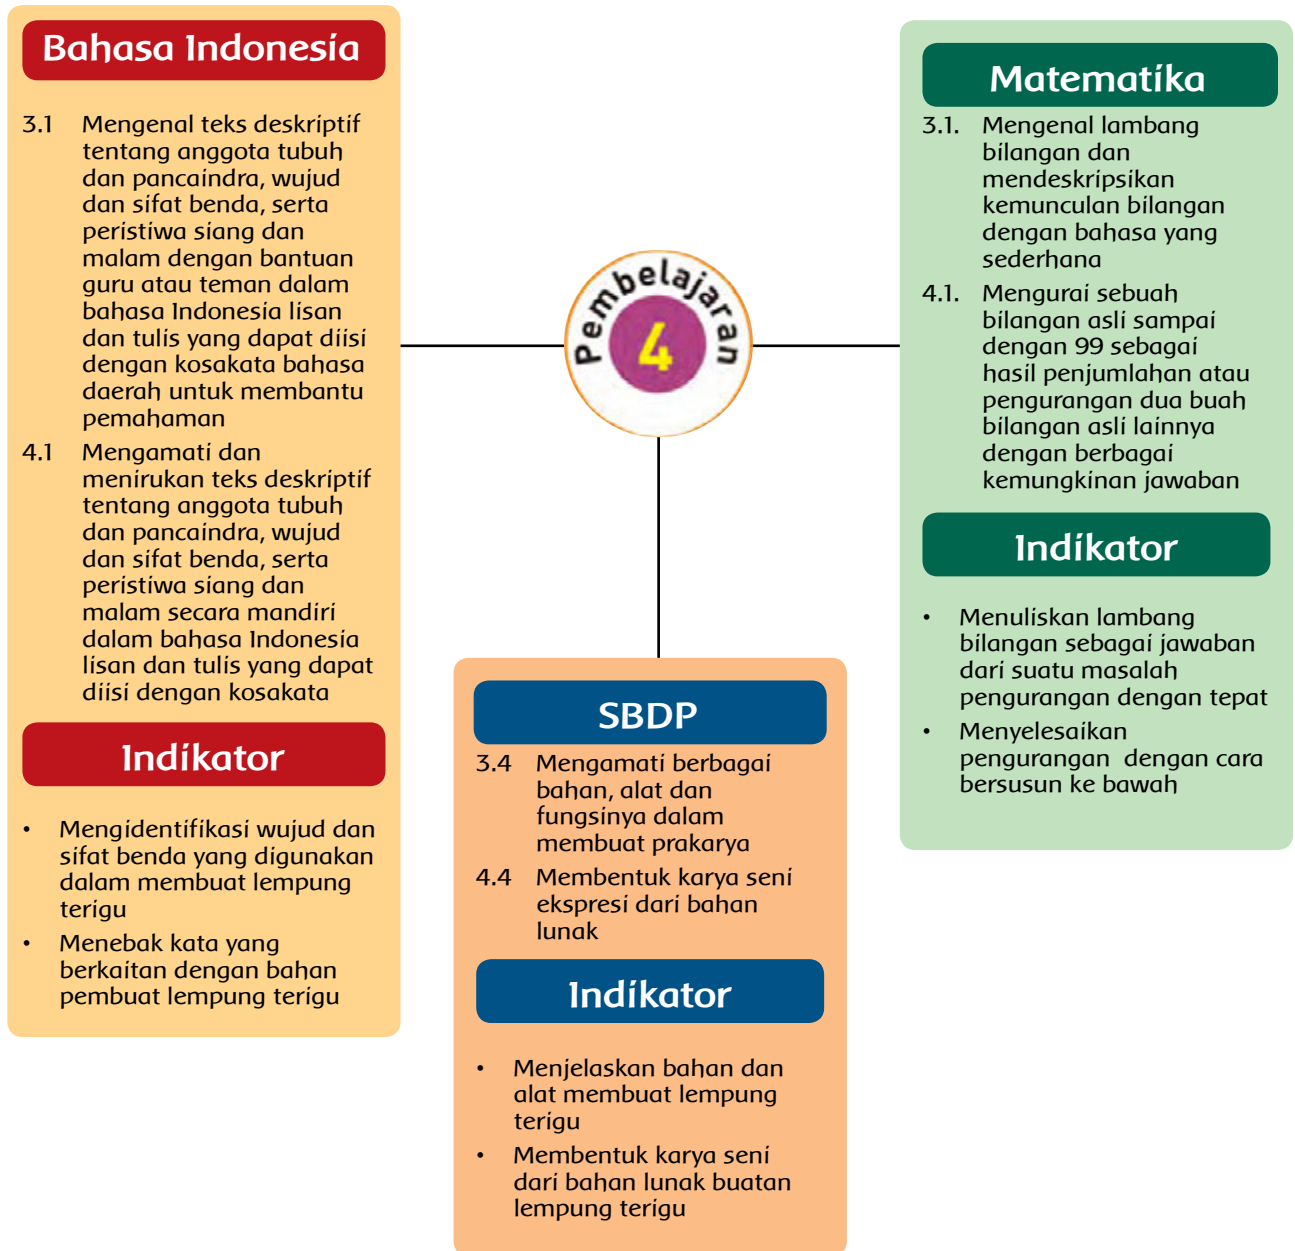 Bahasa Indonesia
3.1 Mengenal teks deskriptif
tentang anggota tubuh
dan pancaindra, wujud
dan sifat benda, serta
peristiwa siang dan
malam dengan bantuan
guru atau teman dalam
bahasa Indonesia lisan
dan tulis yang dapat diisi
dengan kosakata bahasa
daerah untuk membantu
pemahaman
4.1 Mengamati dan
menirukan teks deskriptif
tentang anggota tubuh
dan pancaindra, wujud
dan sifat benda, serta
peristiwa siang dan
malam secara mandiri
dalam bahasa Indonesia
lisan dan tulis yang dapat
diisi dengan kosakata
Indikator
• Mengidentifikasi wujud dan
sifat benda yang digunakan
dalam membuat lempung
terigu
• Menebak kata yang
berkaitan dengan bahan
pembuat lempung terigu
Pembelajaran
4
Matematika
3.1. Mengenal lambang
bilangan dan
mendeskripsikan
kemunculan bilangan
dengan bahasa yang
sederhana
4.1. Mengurai sebuah
bilangan asli sampai
dengan 99 sebagai
hasil penjumlahan atau
pengurangan dua buah
bilangan asli lainnya
dengan berbagai
kemungkinan jawaban
Indikator
• Menuliskan lambang
bilangan sebagai jawaban
dari suatu masalah
pengurangan dengan tepat
• Menyelesaikan
pengurangan dengan cara
bersusun ke bawah
SBDP
3.4 Mengamati berbagai
bahan, alat dan
fungsinya dalam
membuat prakarya
4.4 Membentuk karya seni
ekspresi dari bahan
lunak
Indikator
• Menjelaskan bahan dan
alat membuat lempung
terigu
• Membentuk karya seni
dari bahan lunak buatan
lempung terigu